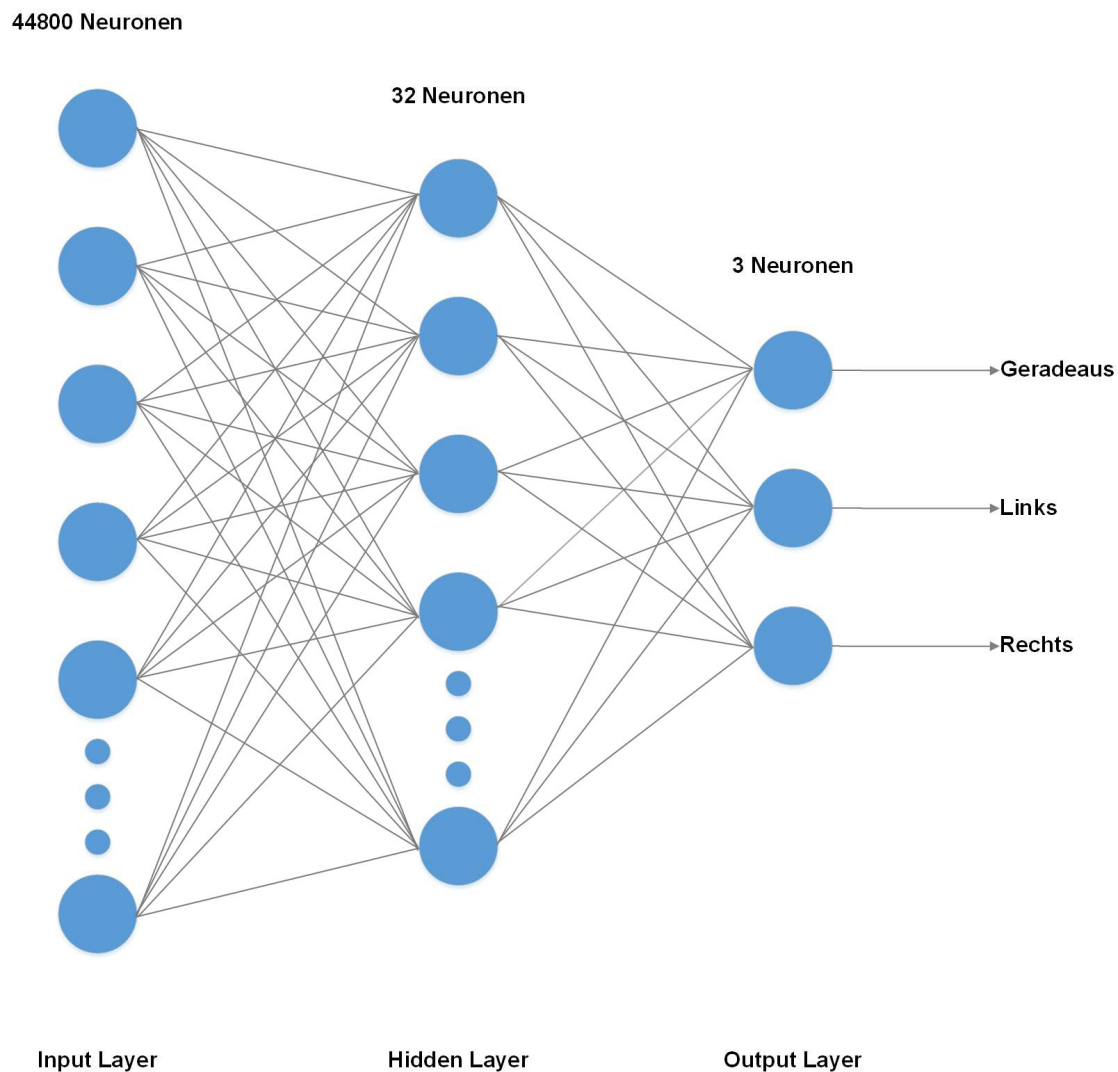 44800 Neuronen
32 Neuronen
3 Neuronen
Geradeaus
Links
Rechts
Input Layer
Hidden Layer
Output Layer